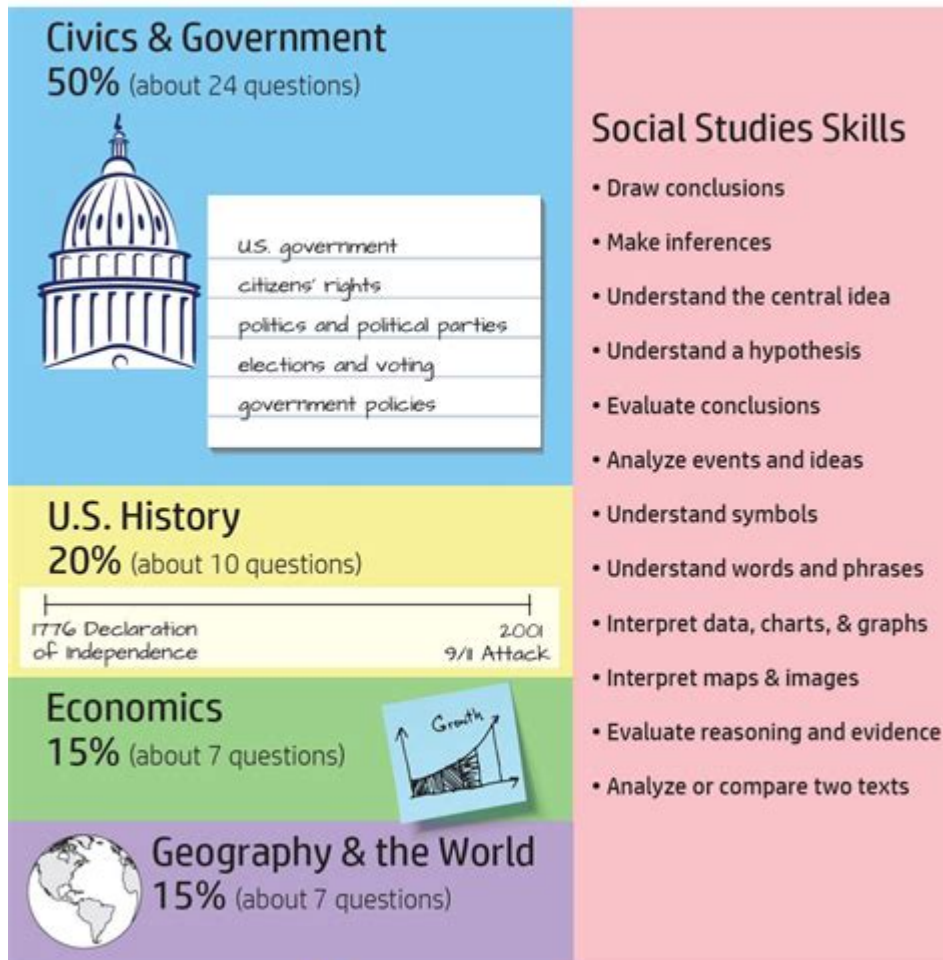 Civics & Government
50% (about 24 questions)
U.S. government
citizens' rights
politics and political parties
elections and voting
government policies
U.S. History
20% (about 10 questions)
1776 Declaration
of Independence
2001
9/11 Attack
Economics
15% (about 7 questions)
Growth
Geography & the World
15% (about 7 questions)
Social Studies Skills
• Draw conclusions
• Make inferences
• Understand the central idea
• Understand a hypothesis
• Evaluate conclusions
• Analyze events and ideas
• Understand symbols
• Understand words and phrases
• Interpret data, charts, & graphs
• Interpret maps & images
• Evaluate reasoning and evidence
• Analyze or compare two texts